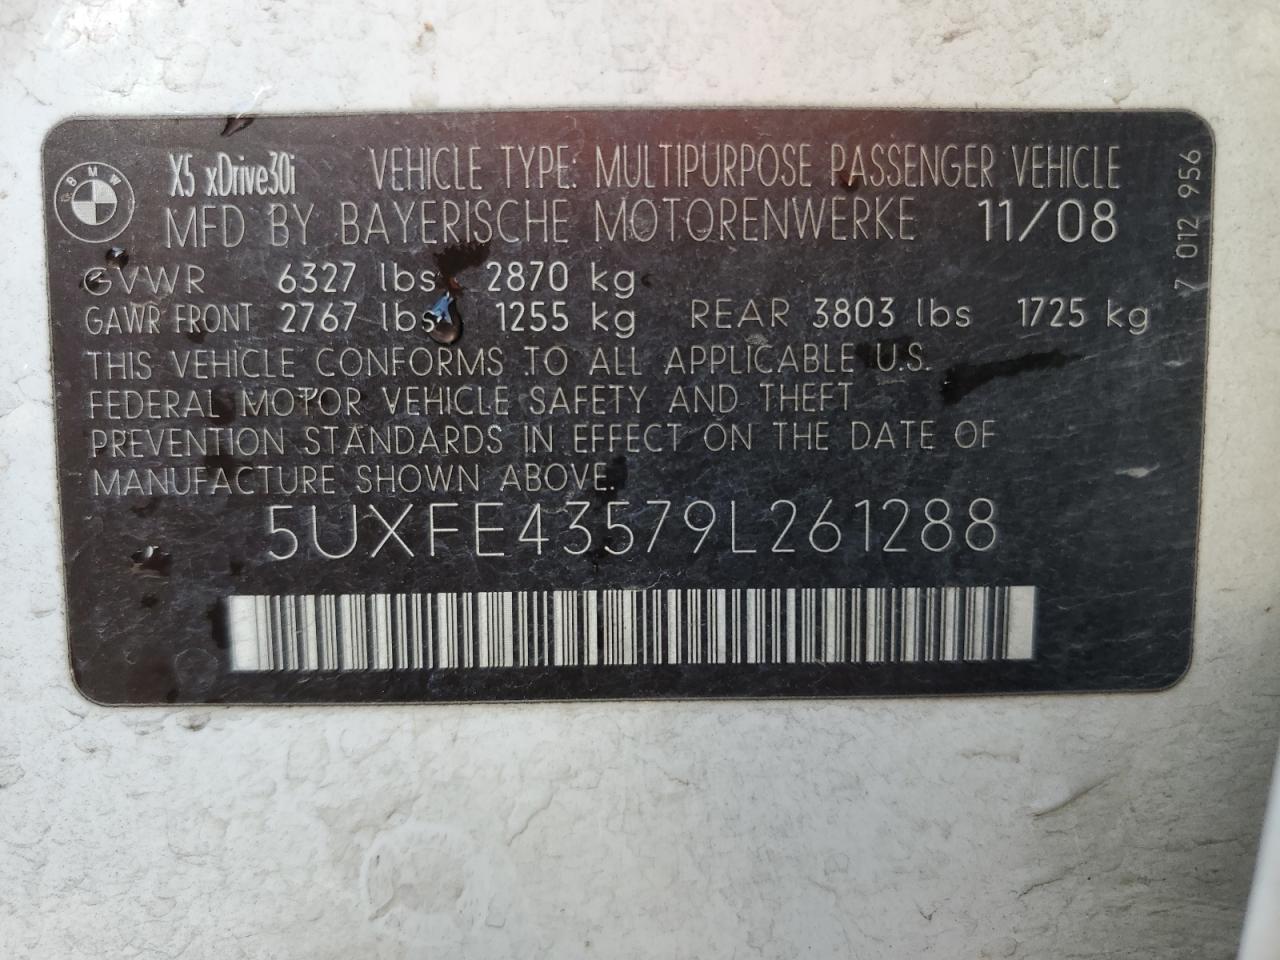 BMW
X5 xDrive30i VEHICLE TYPE: MULTIPURPOSE PASSENGER VEHICLE
MFD BY BAYERISCHE MOTORENWERKE 11/08
GVWR 6327 lbs 2870 kg
GAWR FRONT 2767 lbs 1255 kg REAR 3803 lbs 1725 kg
THIS VEHICLE CONFORMS TO ALL APPLICABLE U.S.
FEDERAL MOTOR VEHICLE SAFETY AND THEFT
PREVENTION STANDARDS IN EFFECT ON THE DATE OF
MANUFACTURE SHOWN ABOVE.
5UXFE43579L261288
7 012 956